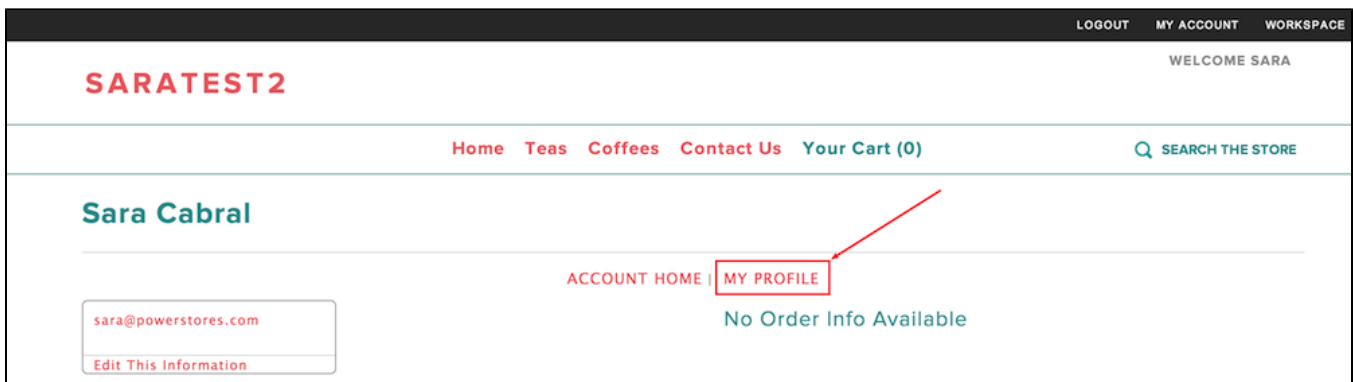 LOGOUT MY ACCOUNT WORKSPACE
WELCOME SARA
SARATEST2
Home Teas Coffees Contact Us Your Cart (0) SEARCH THE STORE
Sara Cabral
ACCOUNT HOME | MY PROFILE
sara@powerstores.com
No Order Info Available
Edit This Information